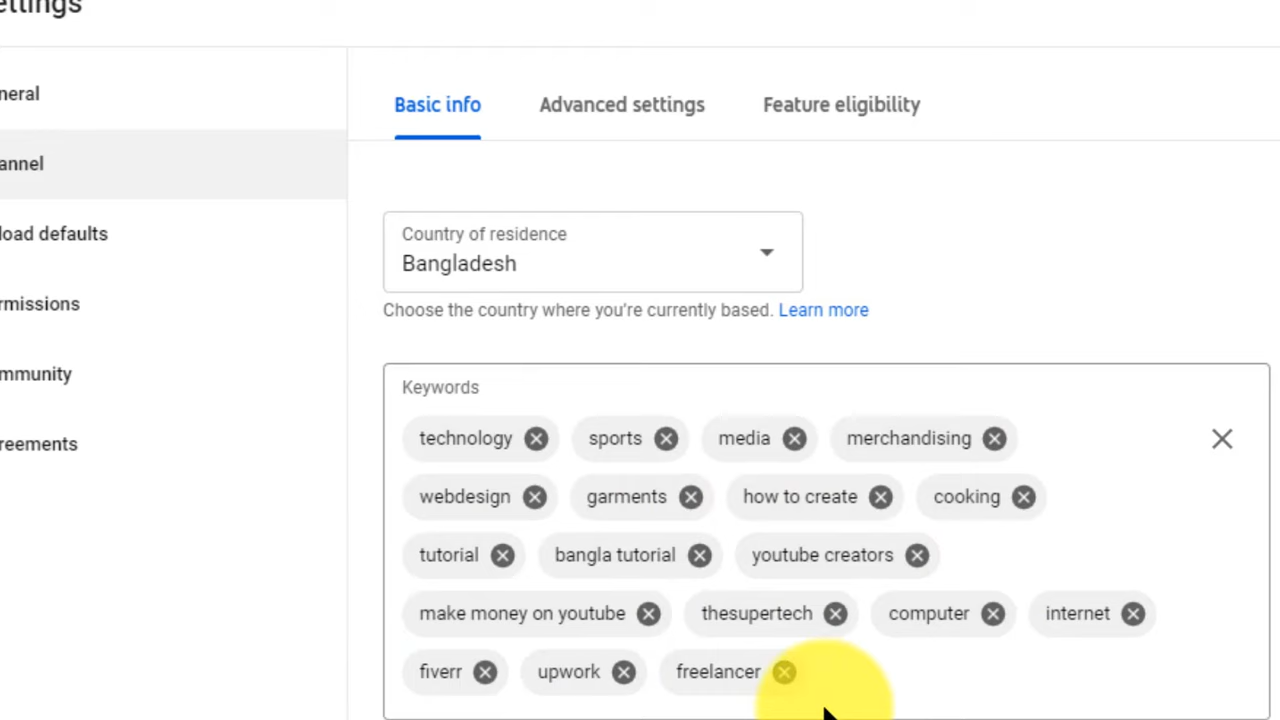 ettings
neral
annel
load defaults
rmissions
mmunity
reements
Basic info Advanced settings Feature eligibility
Country of residence
Bangladesh
Choose the country where you're currently based. Learn more
Keywords
technology sports media merchandising
webdesign garments how to create cooking
tutorial bangla tutorial youtube creators
make money on youtube thesupertech computer internet
fiverr upwork freelancer